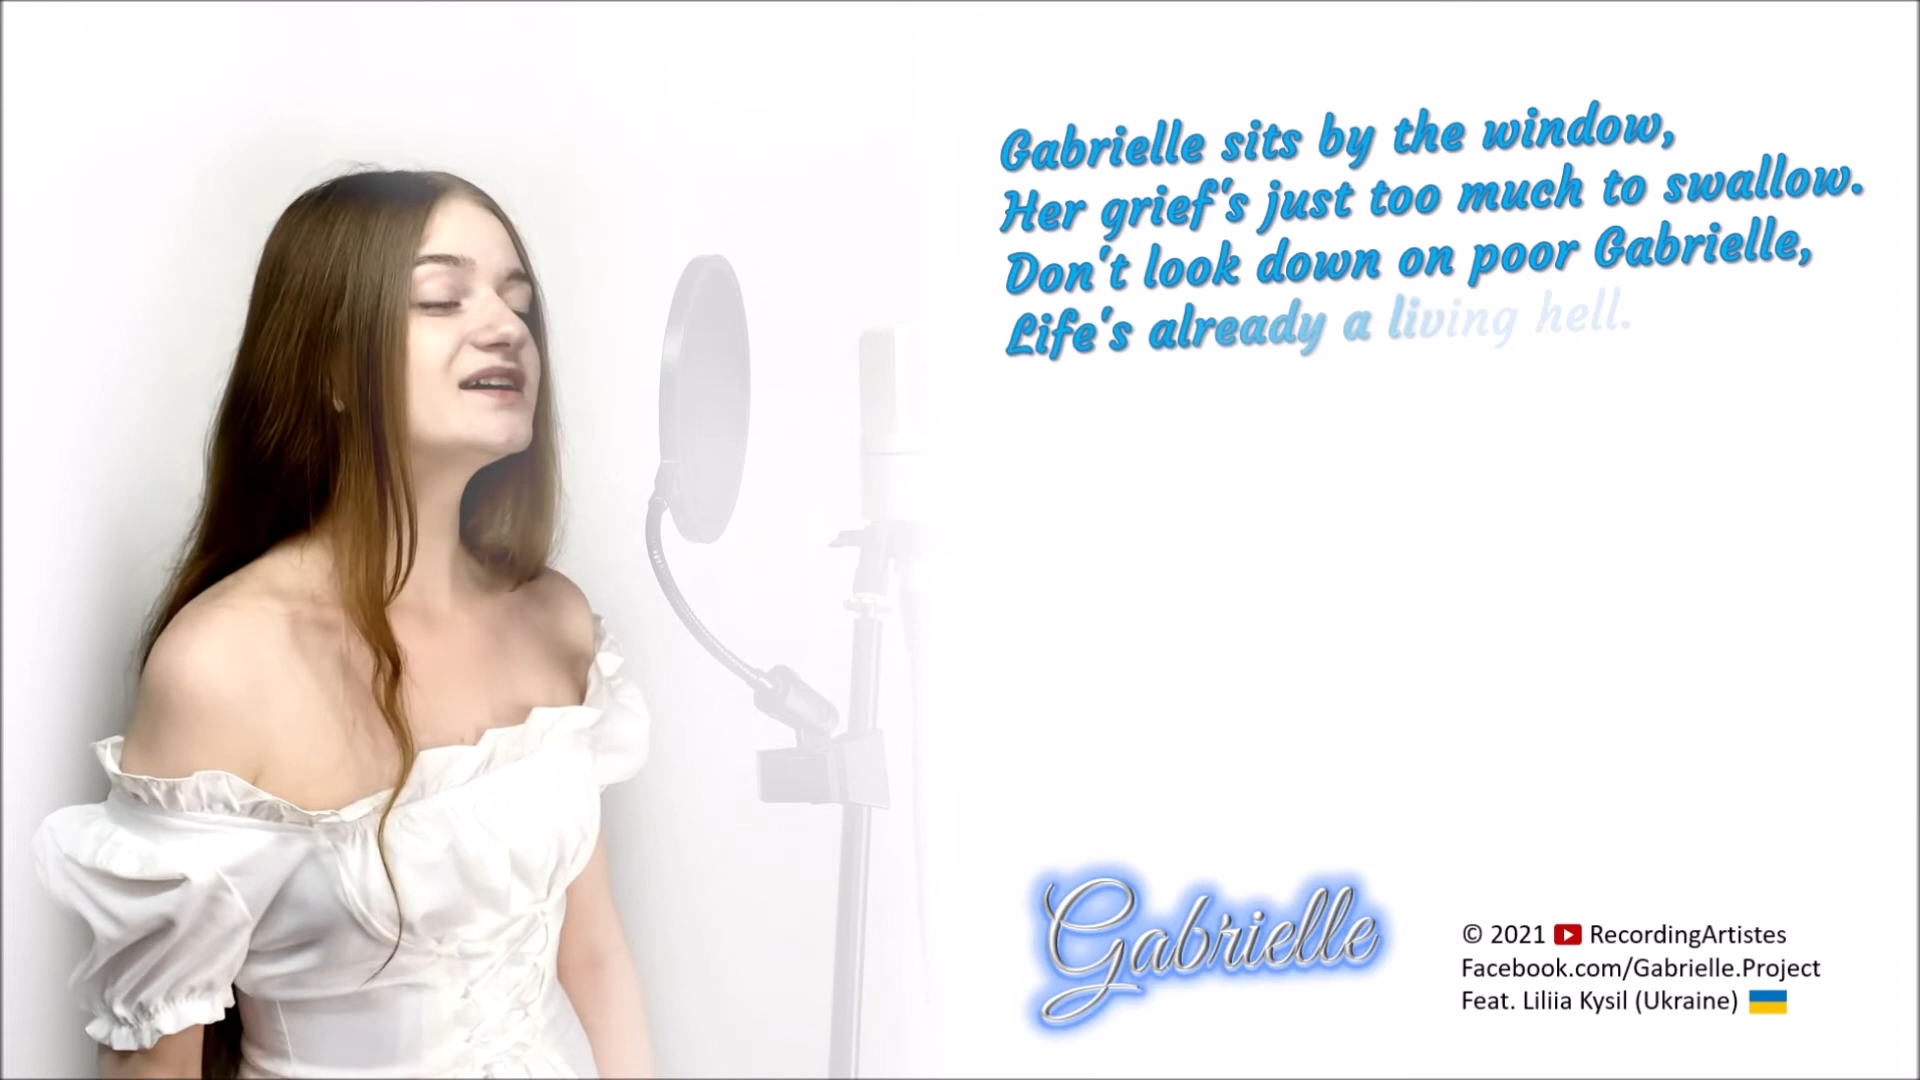 Gabrielle sits by the window,
Her grief's just too much to swallow.
Don't look down on poor Gabrielle,
Life's already a living hell.
Gabrielle
© 2021 RecordingArtistes
Facebook.com/Gabrielle.Project
Feat. Liliia Kysil (Ukraine)